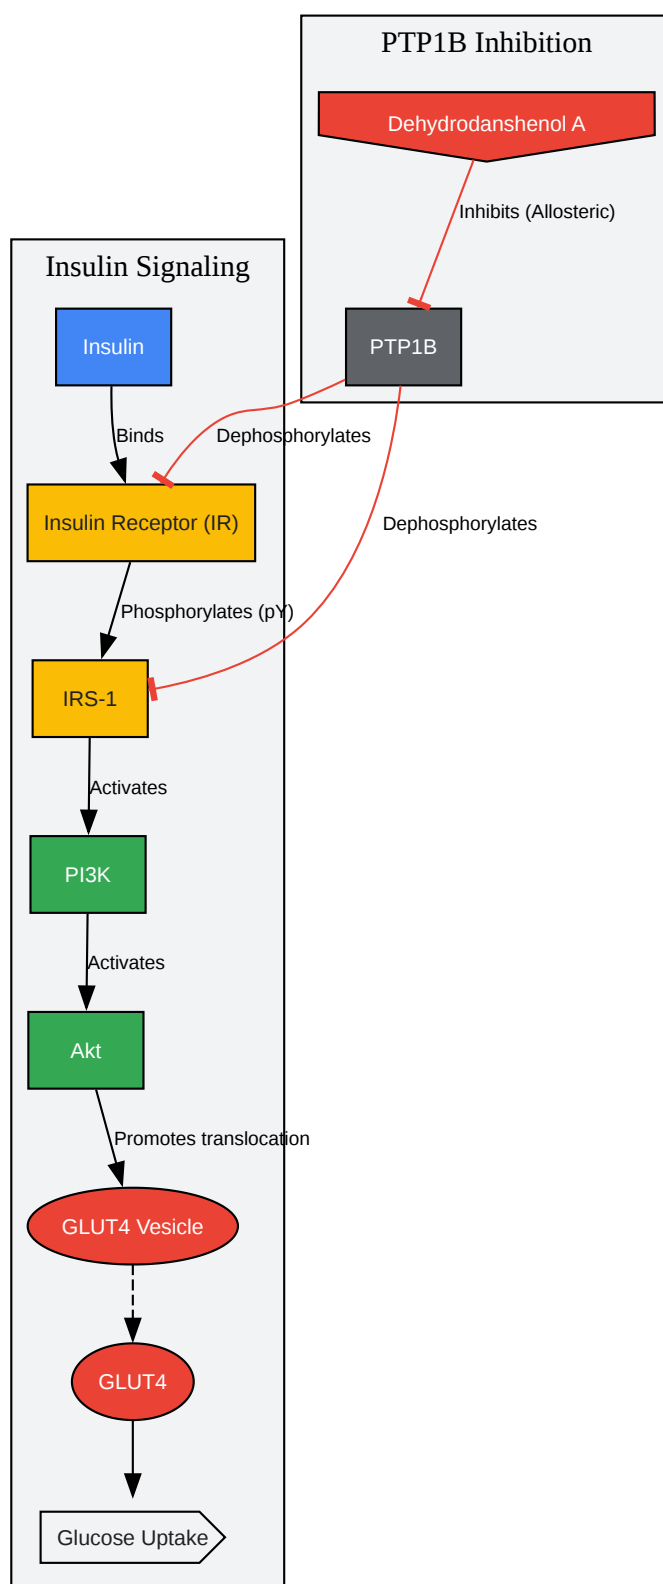 PTP1B Inhibition
Dehydrodanshenol A
Inhibits (Allosteric)
Insulin Signaling
Insulin
PTP1B
Binds
Dephosphorylates
Insulin Receptor (IR)
Dephosphorylates
Phosphorylates (pY)
IRS-1
Activates
PI3K
Activates
Akt
Promotes translocation
GLUT4 Vesicle
GLUT4
Glucose Uptake